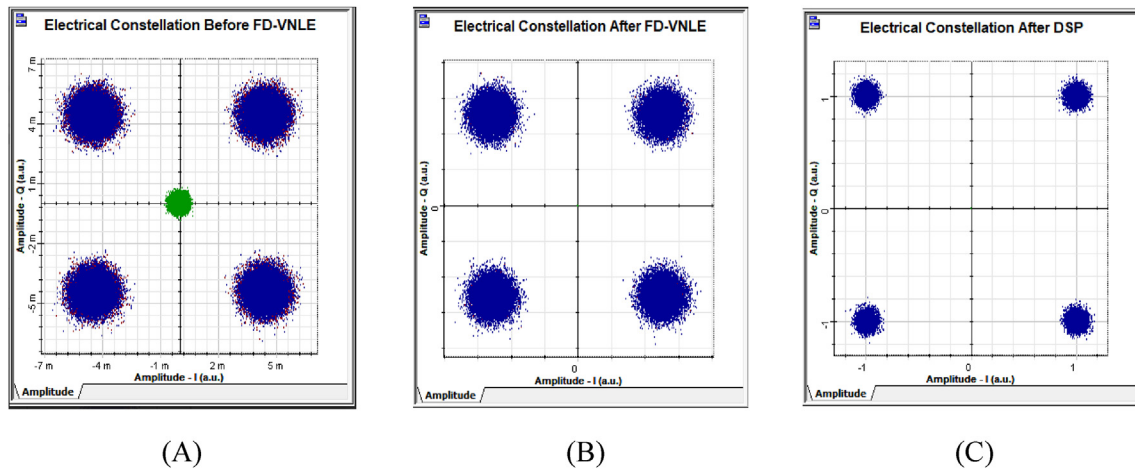 Electrical Constellation Before FD-VNLE
Amplitude - Q (a.u.)
7 m
4 m
1 m
-2 m
-5 m
-7 m
-4 m
-1 m
2 m
5 m
Amplitude - I (a.u.)
Amplitude
(A)
Electrical Constellation After FD-VNLE
Amplitude - Q (a.u.)
0
0
Amplitude - I (a.u.)
Amplitude
(B)
Electrical Constellation After DSP
Amplitude - Q (a.u.)
1
0
-1
-1
0
1
Amplitude - I (a.u.)
Amplitude
(C)